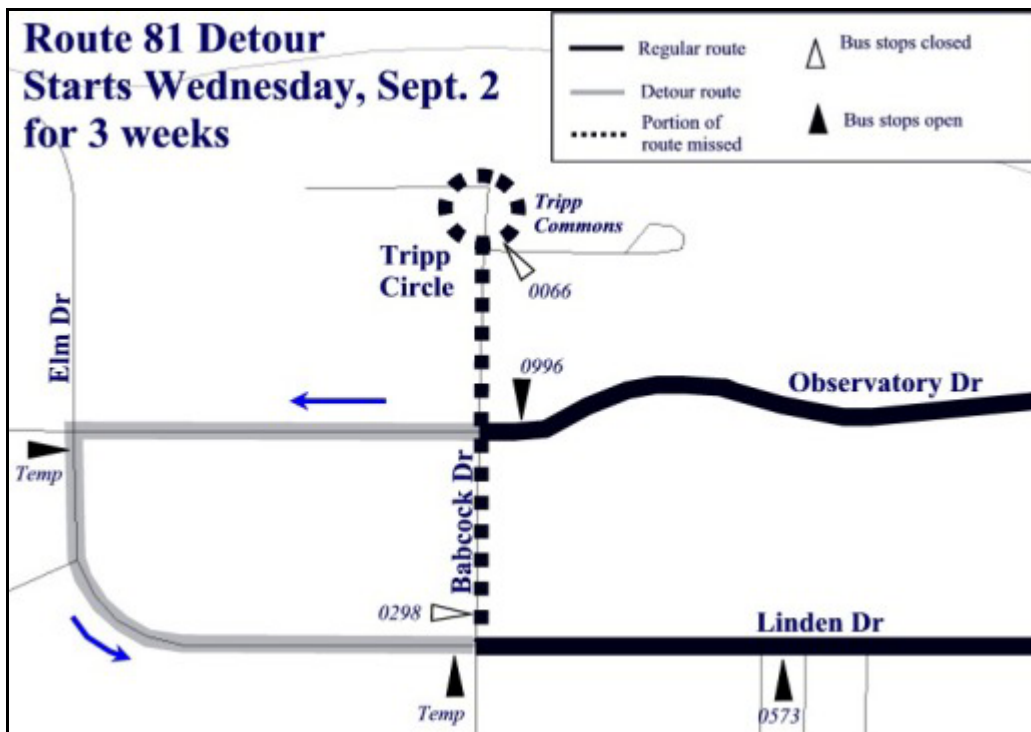 Route 81 Detour
Starts Wednesday, Sept. 2
for 3 weeks
Regular route
Detour route
Portion of
route missed
Bus stops closed
Bus stops open
Tripp
Commons
Tripp
Circle
0066
Elm Dr
0996
Observatory Dr
Temp
Babcock Dr
0298
Linden Dr
Temp
0573